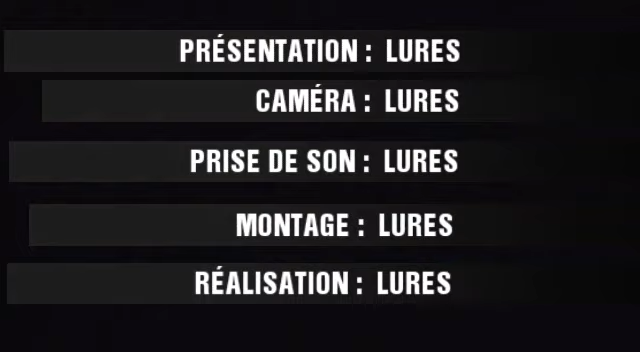 PRÉSENTATION : LURES
CAMÉRA : LURES
PRISE DE SON : LURES
MONTAGE : LURES
RÉALISATION : LURES